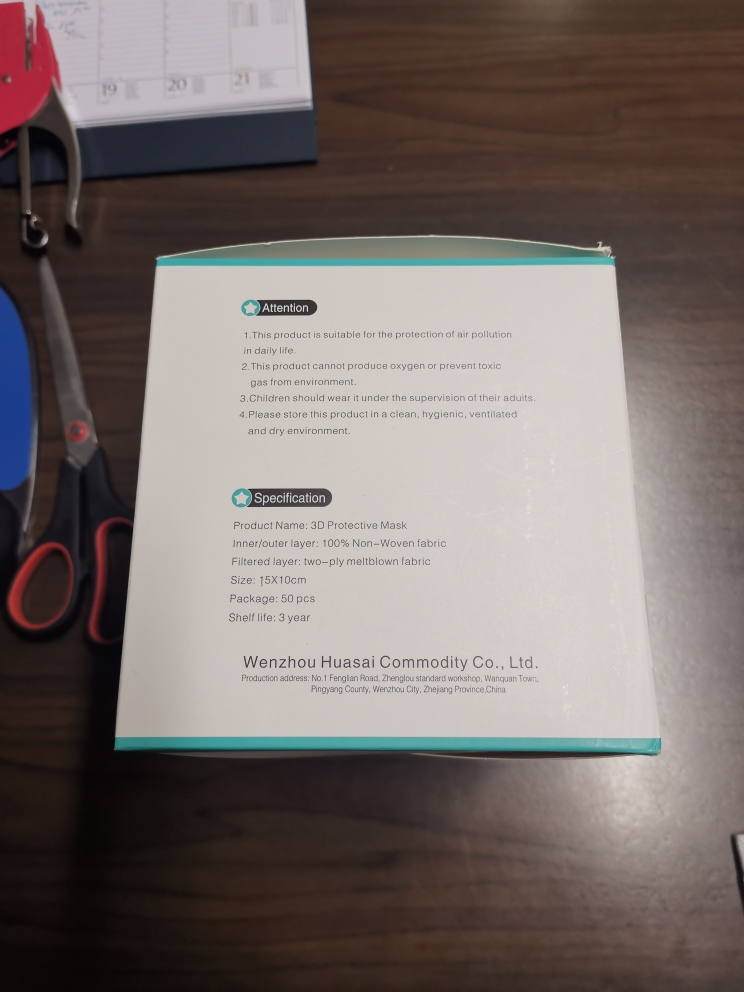 19
20
21
Attention
1.This product is suitable for the protection of air pollution
in daily life.
2.This product cannot produce oxygen or prevent toxic
gas from environment.
3.Children should wear it under the supervision of their adults.
4.Please store this product in a clean, hygienic, ventilated
and dry environment.
Specification
Product Name: 3D Protective Mask
Inner/outer layer: 100% Non-Woven fabric
Filtered layer: two-ply meltblown fabric
Size: 15X10cm
Package: 50 pcs
Shelf life: 3 year
Wenzhou Huasai Commodity Co., Ltd.
Production address: No.1 Fenglian Road, Zhenglou standard workshop, Wanquan Town,
Pingyang County, Wenzhou City, Zhejiang Province,China